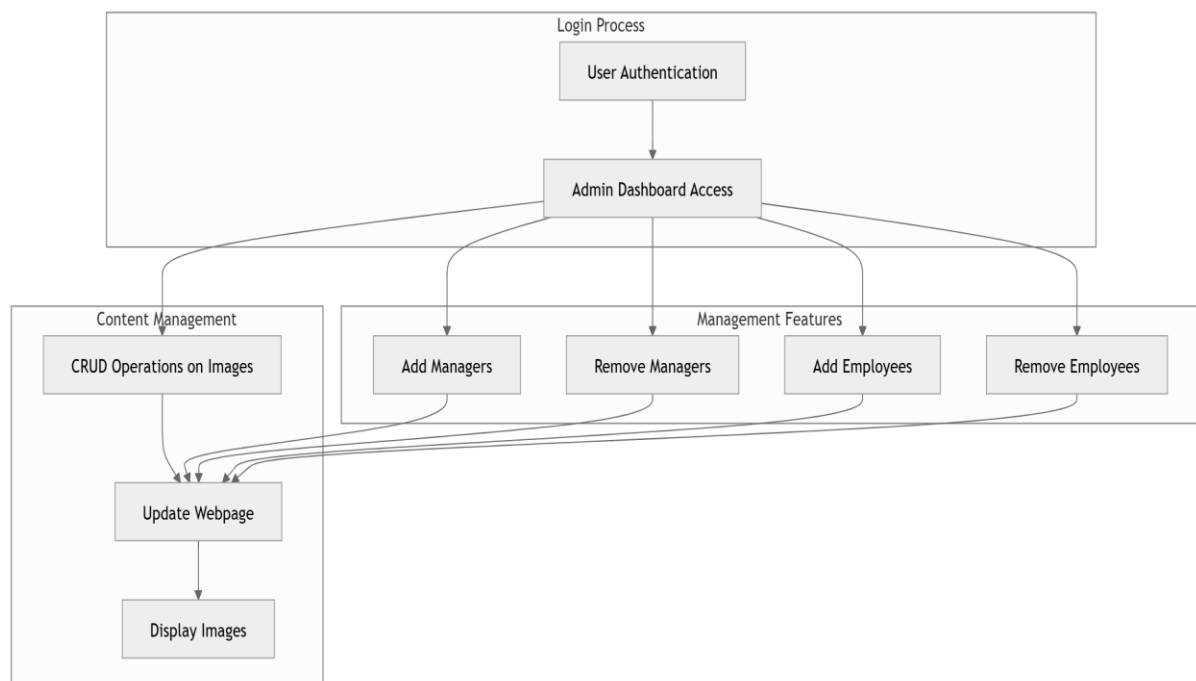 Login Process
User Authentication
Admin Dashboard Access
Content Management
Management Features
CRUD Operations on Images
Add Managers
Remove Managers
Add Employees
Remove Employees
Update Webpage
Display Images